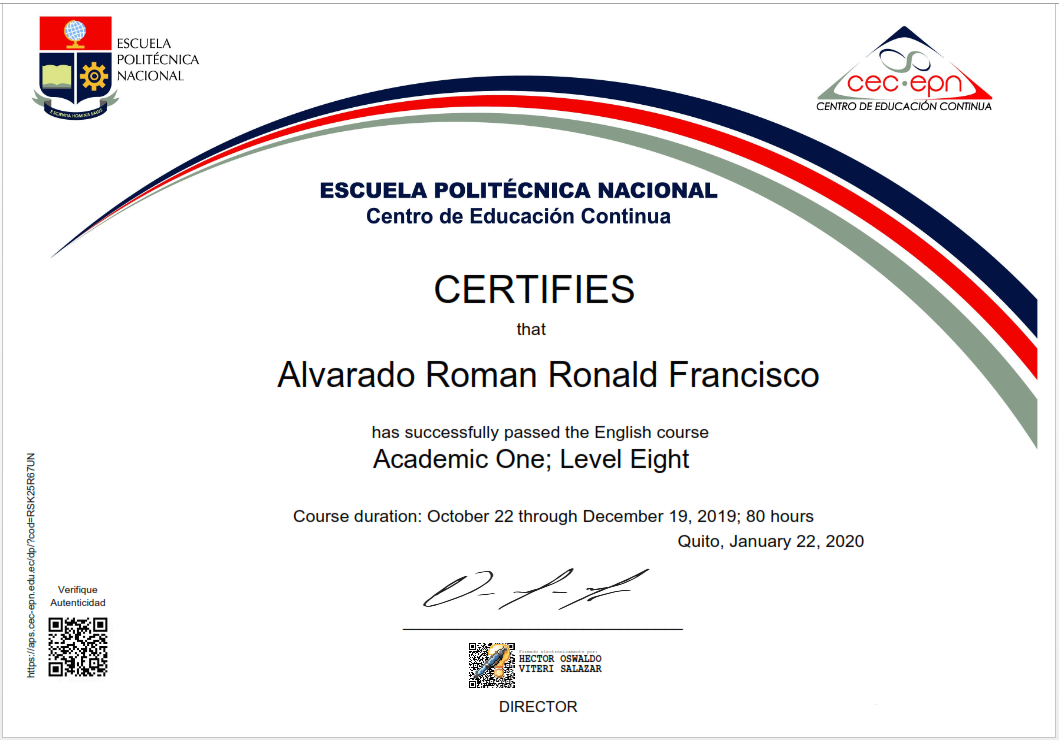 ESCUELA
POLITÉCNICA
NACIONAL
E SCIENTIA HOMINIS SALUS
cec-epn
CENTRO DE EDUCACIÓN CONTINUA
ESCUELA POLITÉCNICA NACIONAL
Centro de Educación Continua
CERTIFIES
that
Alvarado Roman Ronald Francisco
has successfully passed the English course
Academic One; Level Eight
Course duration: October 22 through December 19, 2019; 80 hours
Quito, January 22, 2020
https://aps.cec-epn.edu.ec/dp/?cod=RSK25R67UN
Verifique
Autenticidad
Firmado electrónicamente por:
HECTOR OSWALDO
VITERI SALAZAR
DIRECTOR